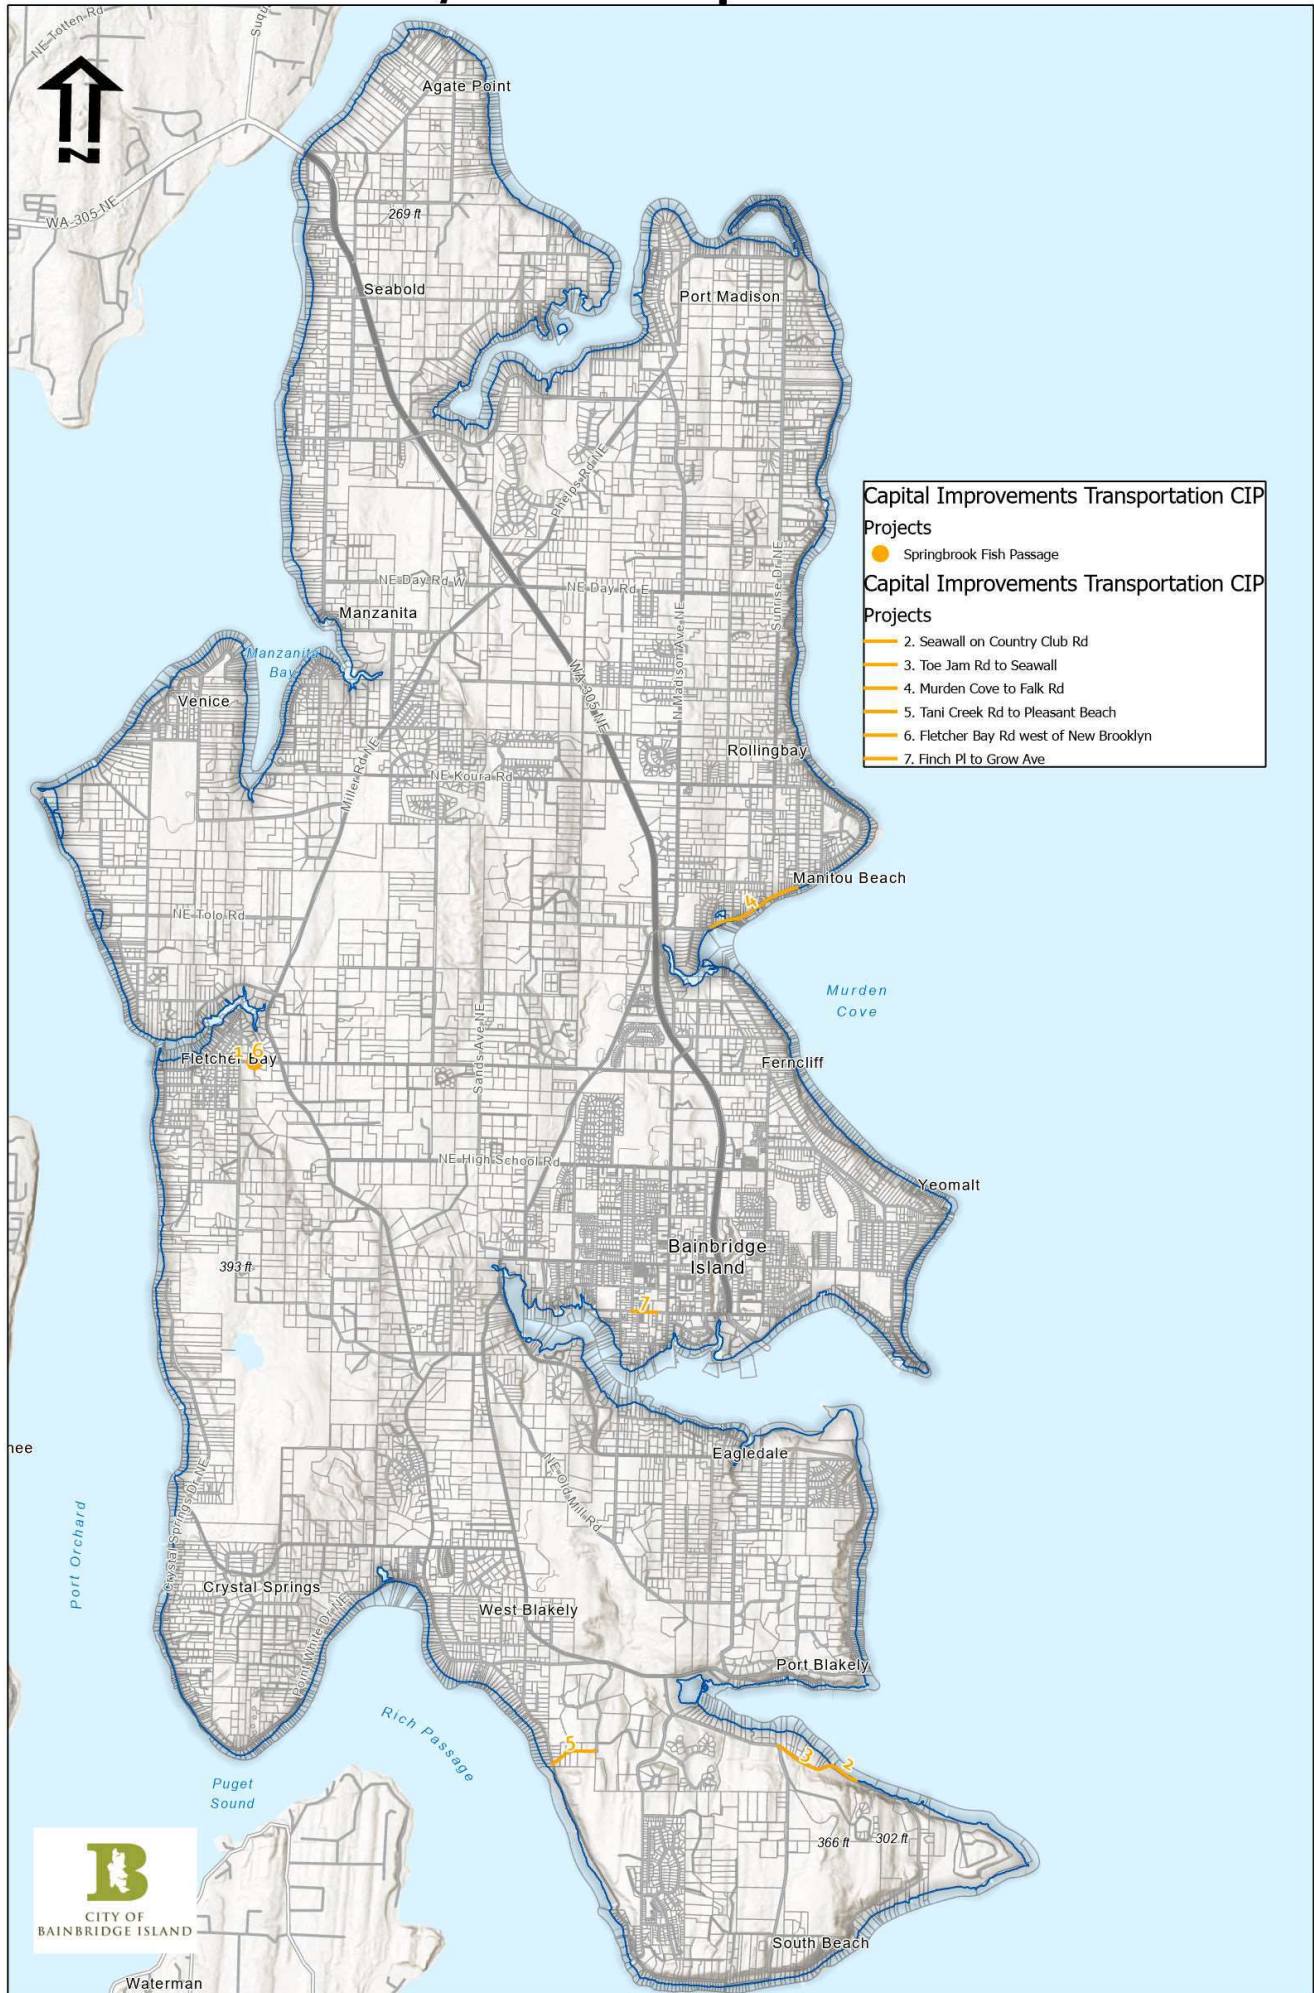 NE Totten Rd
Agate Point
N
WA-305-NE
269 ft
Seabold
Port Madison
Phelps Rd NE
Capital Improvements Transportation CIP
Projects
Springbrook Fish Passage
Capital Improvements Transportation CIP
Projects
2. Seawall on Country Club Rd
3. Toe Jam Rd to Seawall
4. Murden Cove to Falk Rd
5. Tani Creek Rd to Pleasant Beach
6. Fletcher Bay Rd west of New Brooklyn
7. Finch Pl to Grow Ave
Sunrise Dr NE
NE Day Rd W
NE Day Rd E
Manzanita
N Madison Ave NE
Manzanita
Bay
WA-305-NE
Venice
Rollingbay
Miller Rd NE
NE Koura Rd
Manitou Beach
4
NE Tolo Rd
Murden
Cove
Sands Ave NE
1 6
Fletcher Bay
Ferncliff
NE High School Rd
Yeomalt
Bainbridge
Island
393 ft
7
Eagledale
nee
NE Old Mill Rd
Crystal Springs Dr NE
Port Orchard
Crystal Springs
Point White Dr NE
West Blakely
Port Blakely
Rich Passage
5
3
2
Puget
Sound
366 ft
302 ft
B
CITY OF
BAINBRIDGE ISLAND
South Beach
Waterman